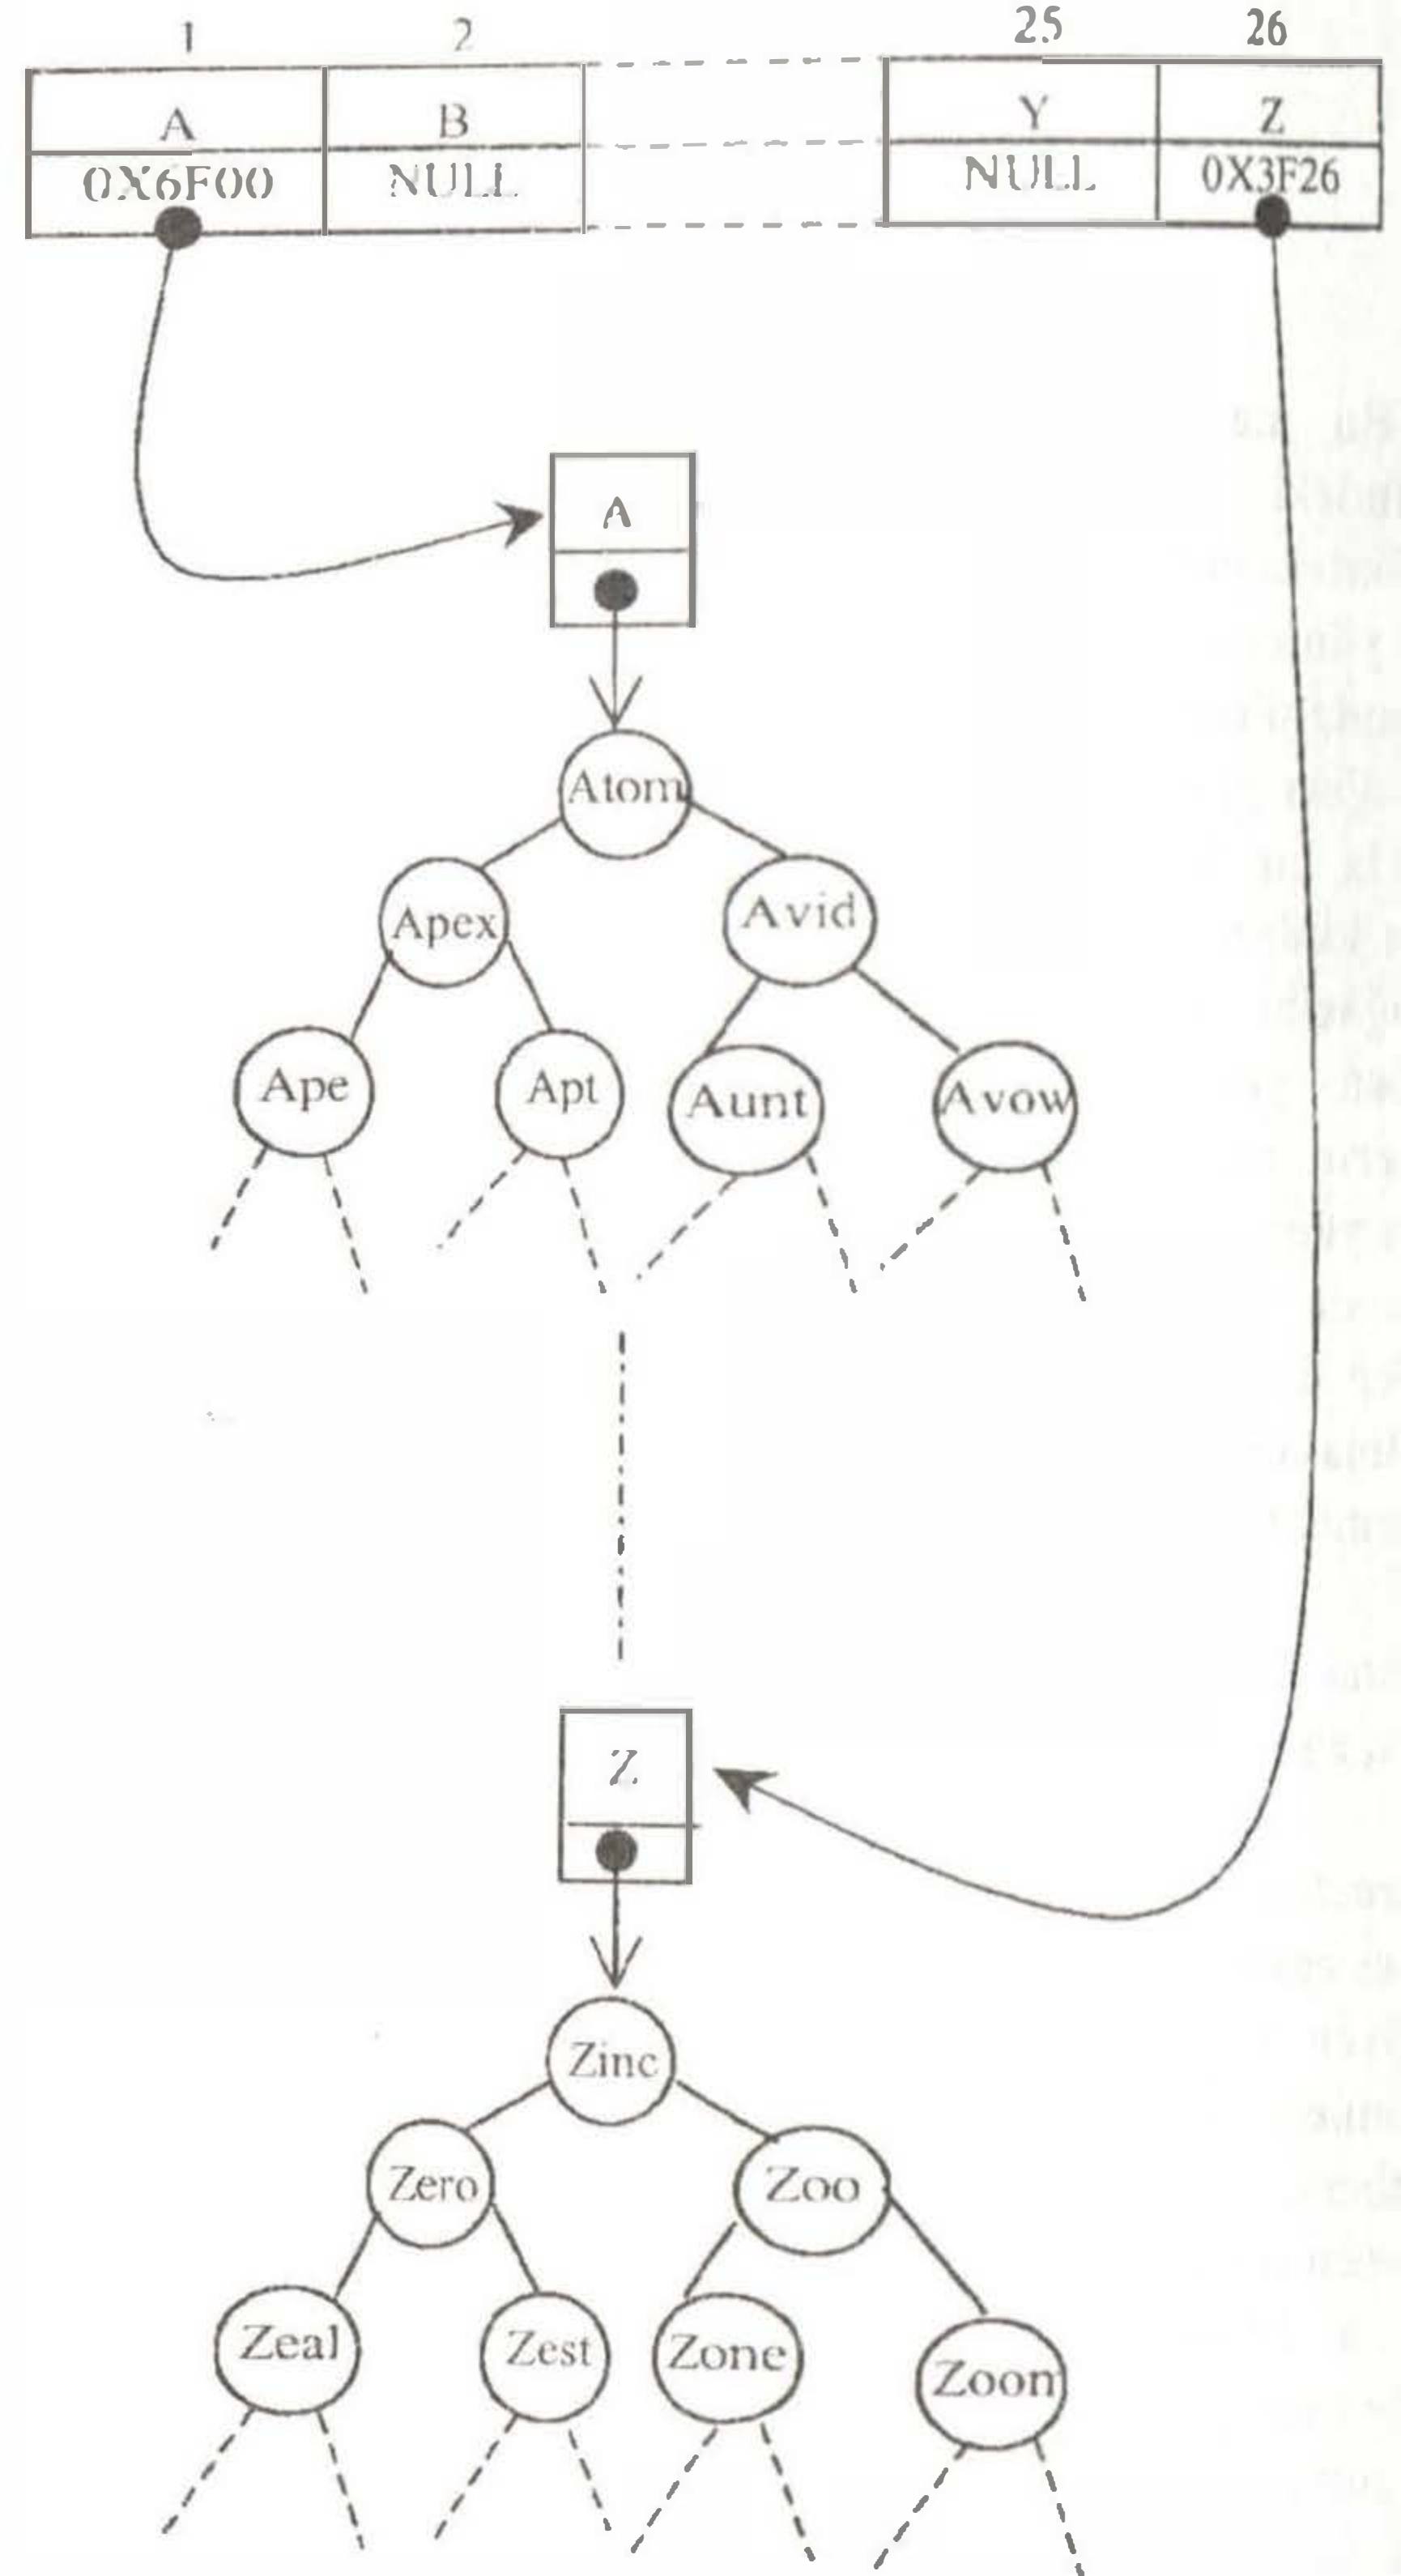 1 2 25 26
A B Y Z
0X6F00 NULL NULL 0X3F26
A
Atom
Apex Avid
Ape Apt Aunt Avow
Z
Zinc
Zero Zoo
Zeal Zest Zone Zoon